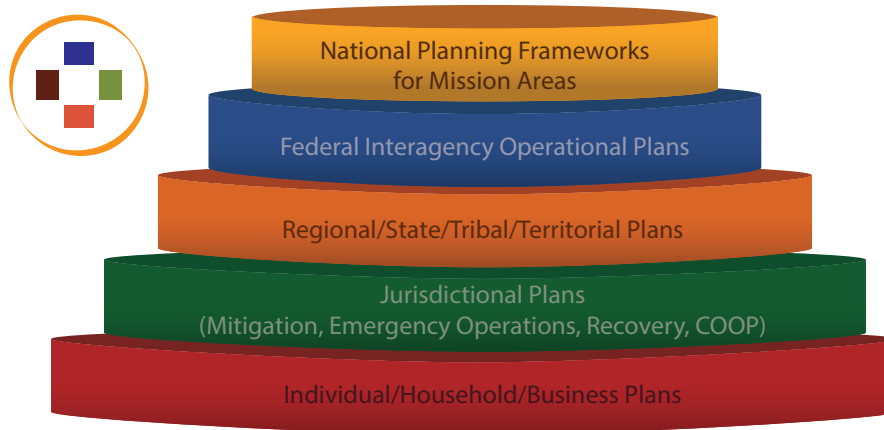 National Planning Frameworks
for Mission Areas
Federal Interagency Operational Plans
Regional/State/Tribal/Territorial Plans
Jurisdictional Plans
(Mitigation, Emergency Operations, Recovery, COOP)
Individual/Household/Business Plans